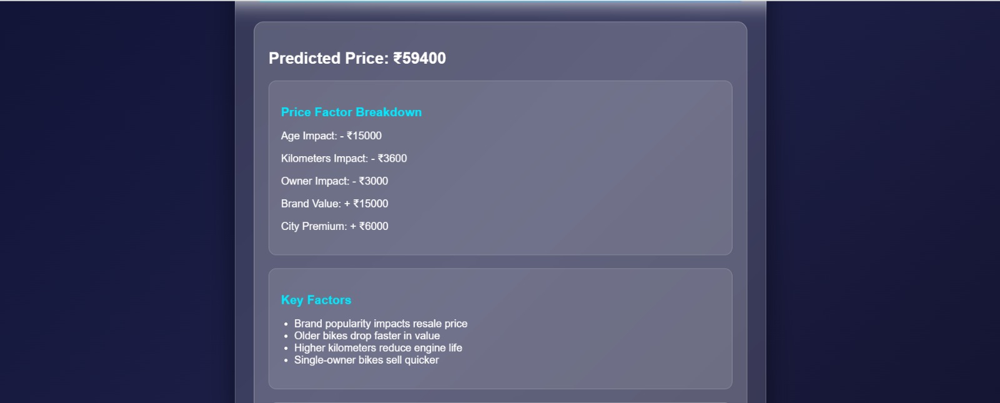 Predicted Price: ₹59400
Price Factor Breakdown
Age Impact: - ₹15000
Kilometers Impact: - ₹3600
Owner Impact: - ₹3000
Brand Value: + ₹15000
City Premium: + ₹6000
Key Factors
• Brand popularity impacts resale price
• Older bikes drop faster in value
• Higher kilometers reduce engine life
• Single-owner bikes sell quicker